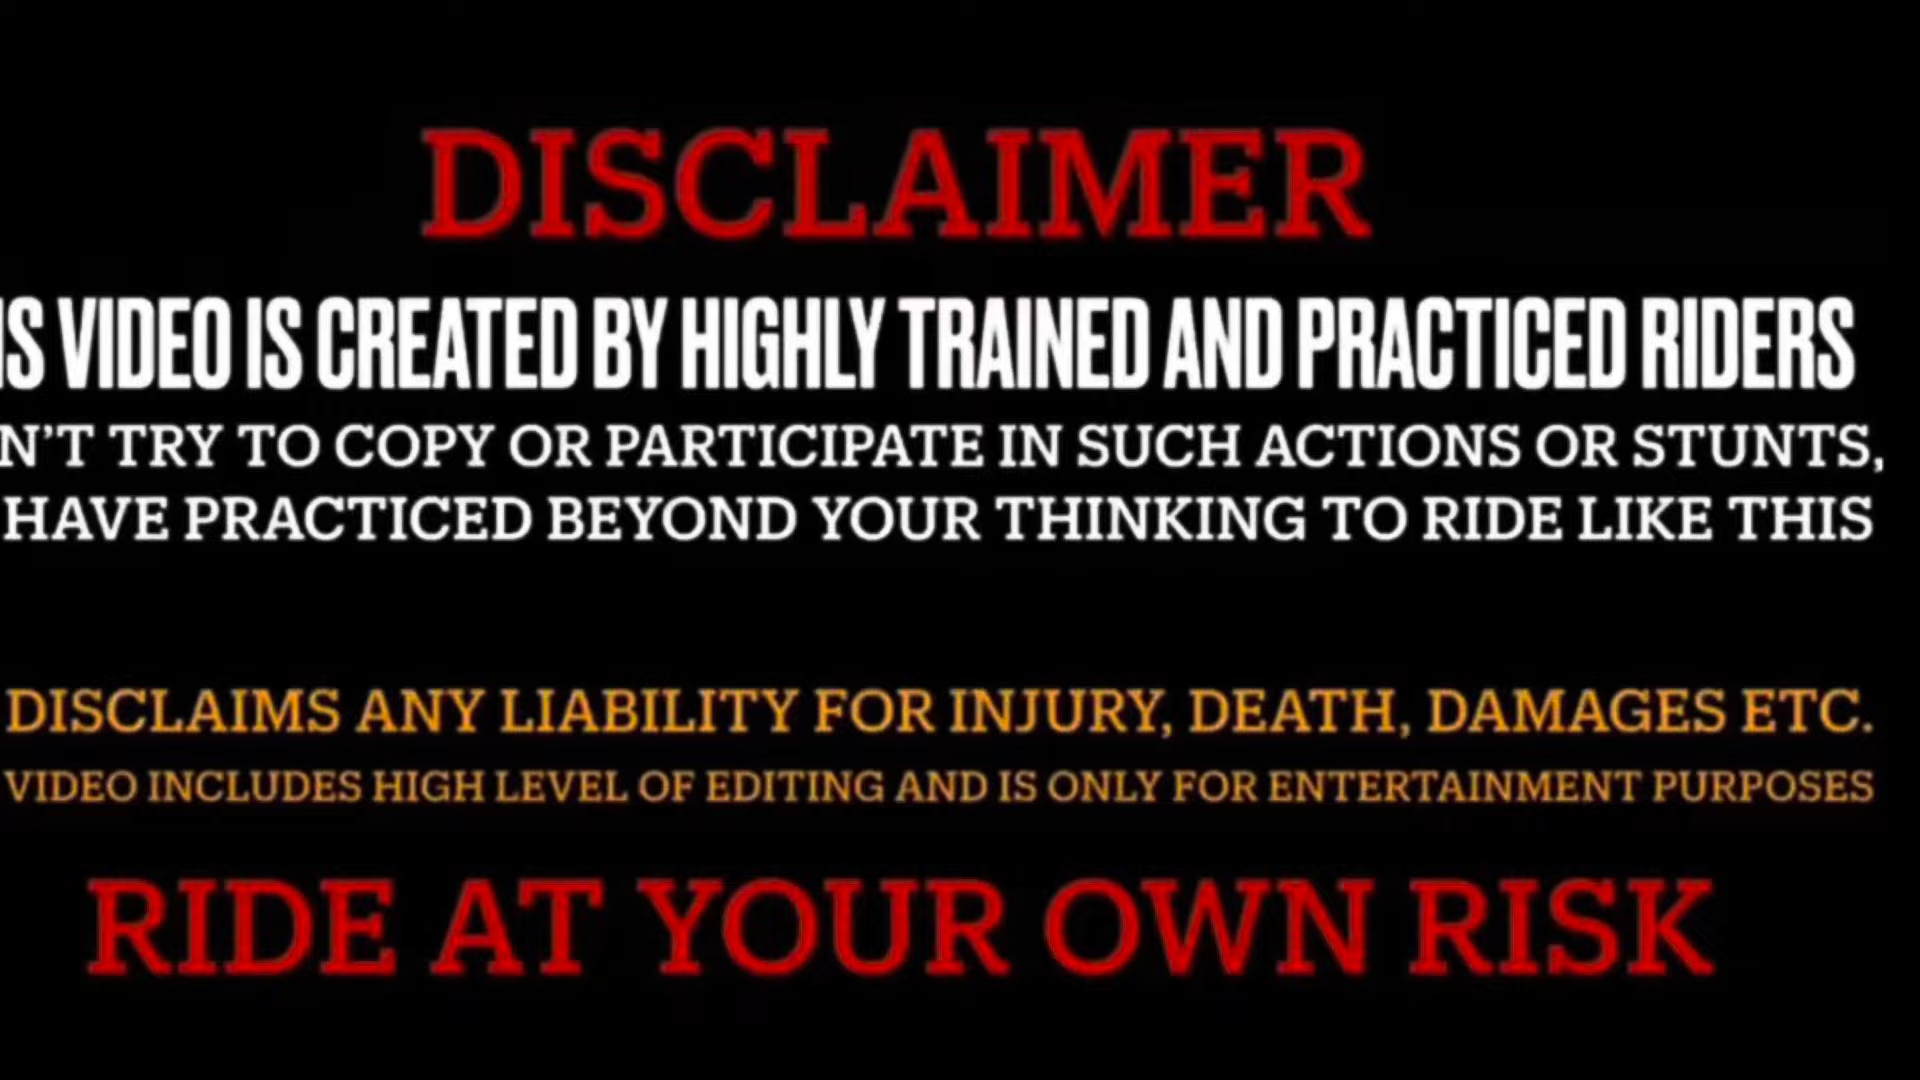 DISCLAIMER
IS VIDEO IS CREATED BY HIGHLY TRAINED AND PRACTICED RIDERS
N'T TRY TO COPY OR PARTICIPATE IN SUCH ACTIONS OR STUNTS,
HAVE PRACTICED BEYOND YOUR THINKING TO RIDE LIKE THIS
DISCLAIMS ANY LIABILITY FOR INJURY, DEATH, DAMAGES ETC.
VIDEO INCLUDES HIGH LEVEL OF EDITING AND IS ONLY FOR ENTERTAINMENT PURPOSES
RIDE AT YOUR OWN RISK